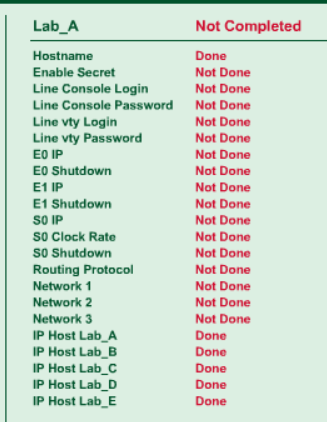 Lab_A Not Completed
Hostname Done
Enable Secret Not Done
Line Console Login Not Done
Line Console Password Not Done
Line vty Login Not Done
Line vty Password Not Done
E0 IP Not Done
E0 Shutdown Not Done
E1 IP Not Done
E1 Shutdown Not Done
S0 IP Not Done
S0 Clock Rate Not Done
S0 Shutdown Not Done
Routing Protocol Not Done
Network 1 Not Done
Network 2 Not Done
Network 3 Not Done
IP Host Lab_A Done
IP Host Lab_B Done
IP Host Lab_C Done
IP Host Lab_D Done
IP Host Lab_E Done